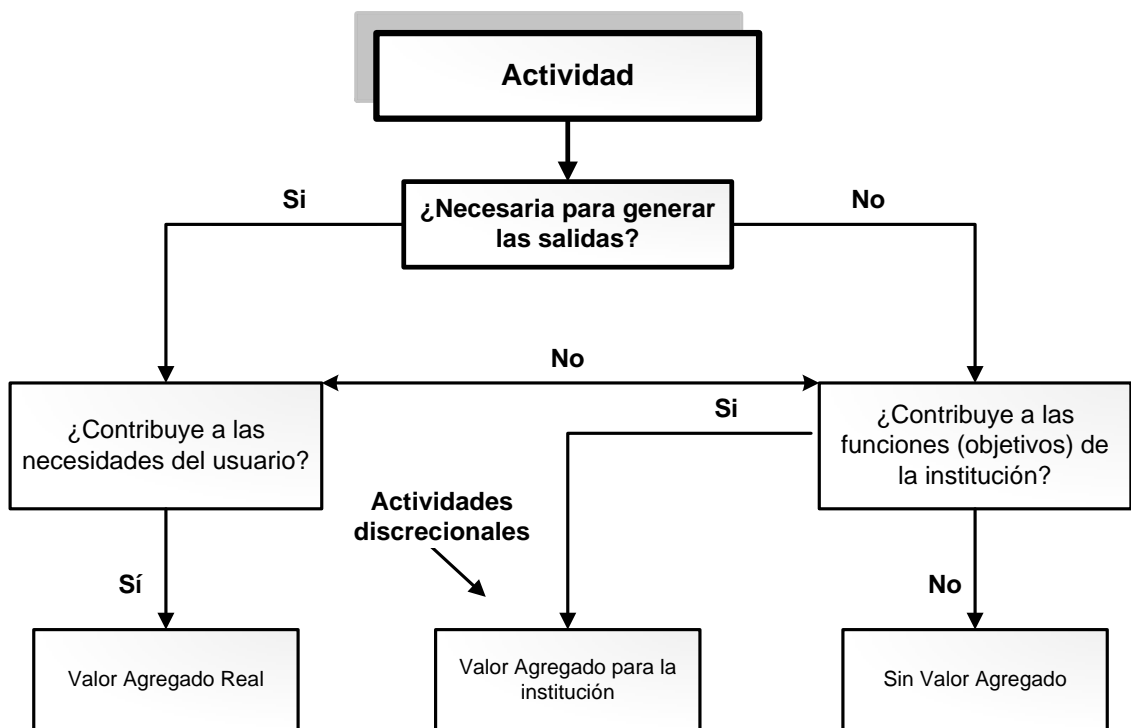 Actividad
Si
¿Necesaria para generar
las salidas?
No
No
¿Contribuye a las
necesidades del usuario?
Si
¿Contribuye a las
funciones (objetivos) de
la institución?
Actividades
discrecionales
Sí
No
Valor Agregado Real
Valor Agregado para la
institución
Sin Valor Agregado